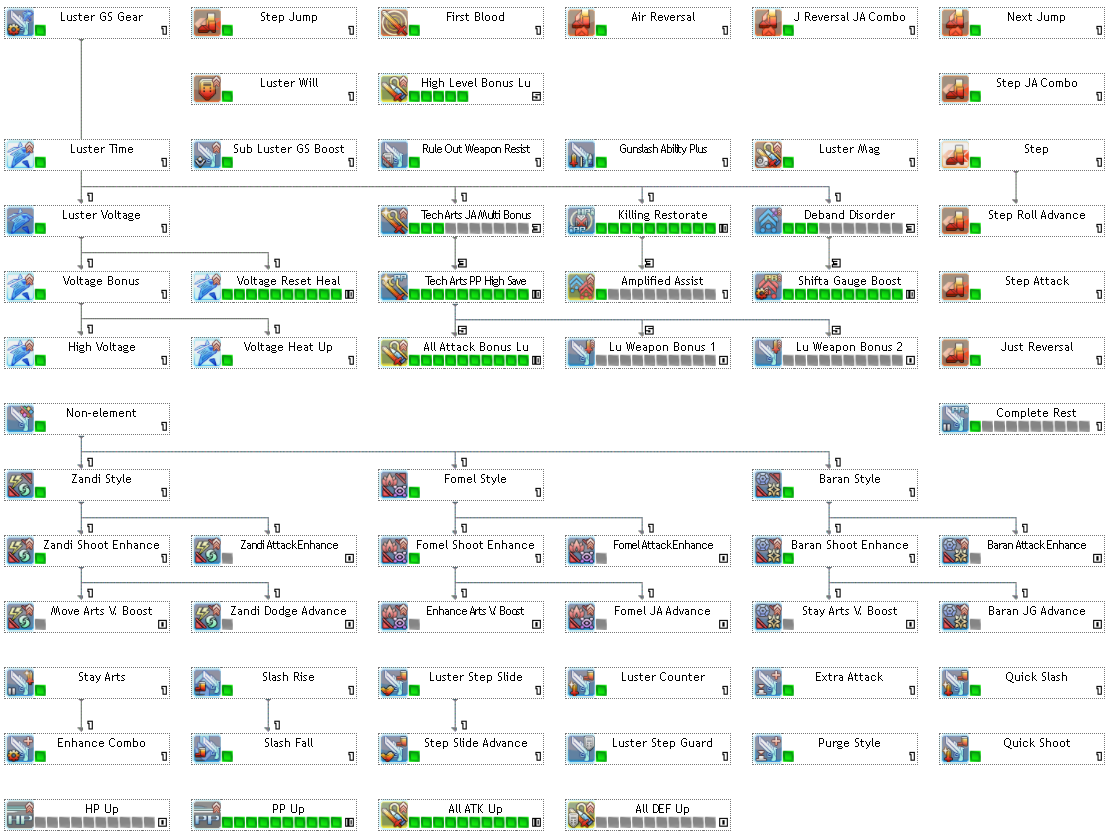 Luster GS Gear 1
Step Jump 1
First Blood 1
Air Reversal 1
J Reversal JA Combo 1
Next Jump 1
Luster Will 1
High Level Bonus Lu 5
Step JA Combo 1
Luster Time 1
Sub Luster GS Boost 1
Rule Out Weapon Resist 1
Gunslash Ability Plus 1
Luster Mag 1
Step 1
1 1 1 1
Luster Voltage 1
Tech Arts JA Multi Bonus 3
Killing Restorate 10
Deband Disorder 3
Step Roll Advance 1
1 1 3 3 3
Voltage Bonus 1
Voltage Reset Heal 10
Tech Arts PP High Save 10
Amplified Assist 1
Shifta Gauge Boost 10
Step Attack 1
1 1 5 5 5
High Voltage 1
Voltage Heat Up 1
All Attack Bonus Lu 10
Lu Weapon Bonus 1 0
Lu Weapon Bonus 2 0
Just Reversal 1
Non-element 1
Complete Rest 1
1 1 1
Zandi Style 1
Fomel Style 1
Baran Style 1
1 1 1 1 1 1
Zandi Shoot Enhance 1
Zandi Attack Enhance 0
Fomel Shoot Enhance 1
Fomel Attack Enhance 0
Baran Shoot Enhance 1
Baran Attack Enhance 0
1 1 1 1 1 1
Move Arts V. Boost 0
Zandi Dodge Advance 0
Enhance Arts V. Boost 0
Fomel JA Advance 0
Stay Arts V. Boost 0
Baran JG Advance 0
Stay Arts 1
Slash Rise 1
Luster Step Slide 1
Luster Counter 1
Extra Attack 1
Quick Slash 1
1 1 1
Enhance Combo 1
Slash Fall 1
Step Slide Advance 1
Luster Step Guard 1
Purge Style 1
Quick Shoot 1
HP Up 0
PP Up 10
All ATK Up 10
All DEF Up 0